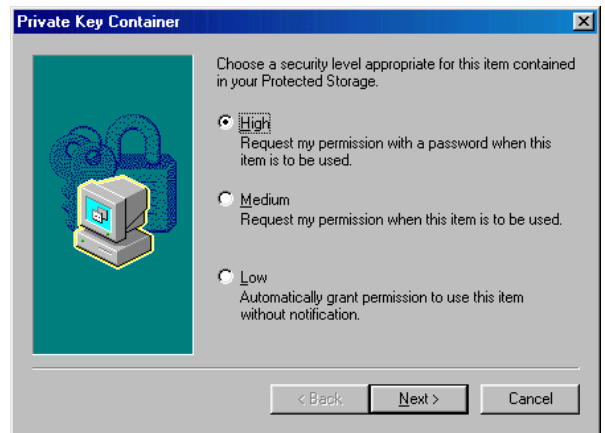 Private Key Container
Choose a security level appropriate for this item contained
in your Protected Storage.
High
Request my permission with a password when this
item is to be used.
Medium
Request my permission when this item is to be used.
Low
Automatically grant permission to use this item
without notification.
< Back Next > Cancel